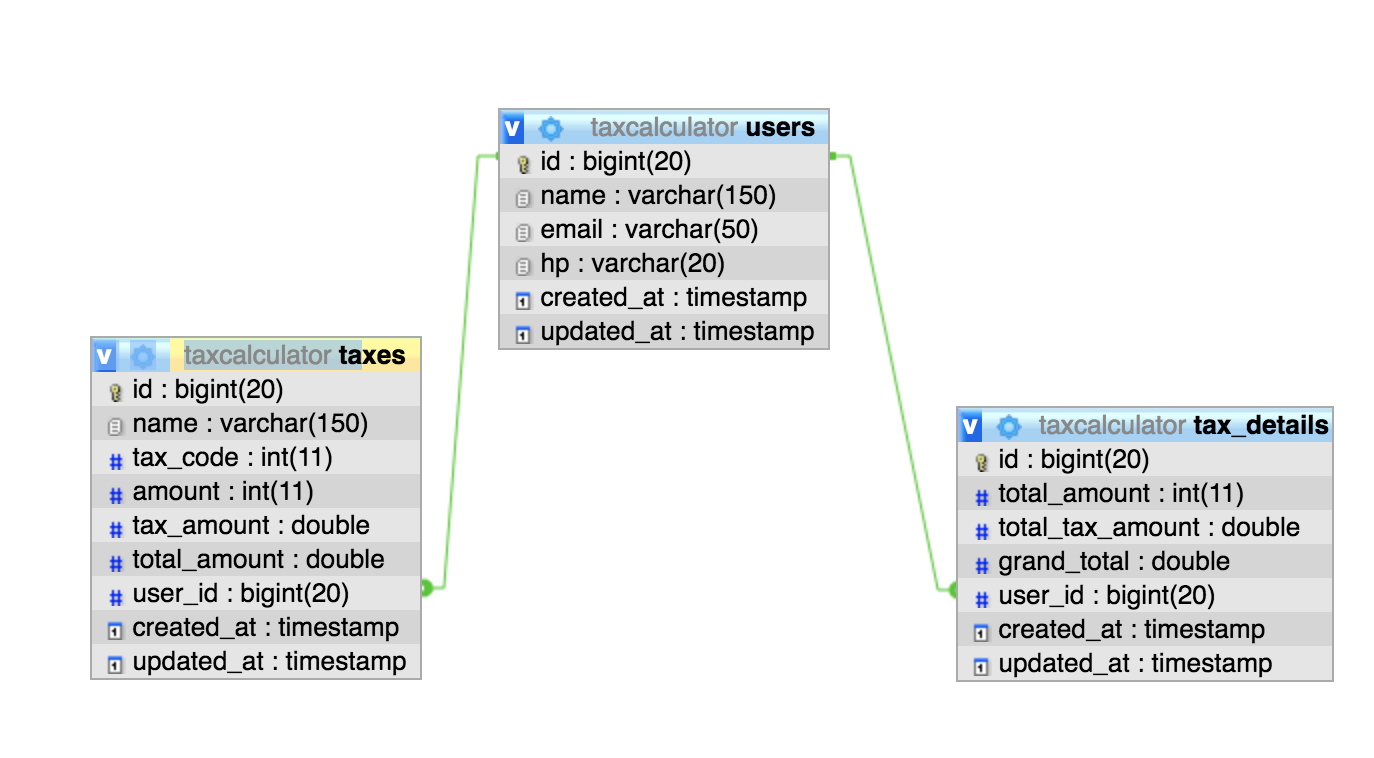 v taxcalculator users
id : bigint(20)
name : varchar(150)
email : varchar(50)
hp : varchar(20)
created_at : timestamp
updated_at : timestamp
v taxcalculator taxes
id : bigint(20)
name : varchar(150)
tax_code : int(11)
amount : int(11)
tax_amount : double
total_amount : double
user_id : bigint(20)
created_at : timestamp
updated_at : timestamp
v taxcalculator tax_details
id : bigint(20)
total_amount : int(11)
total_tax_amount : double
grand_total : double
user_id : bigint(20)
created_at : timestamp
updated_at : timestamp